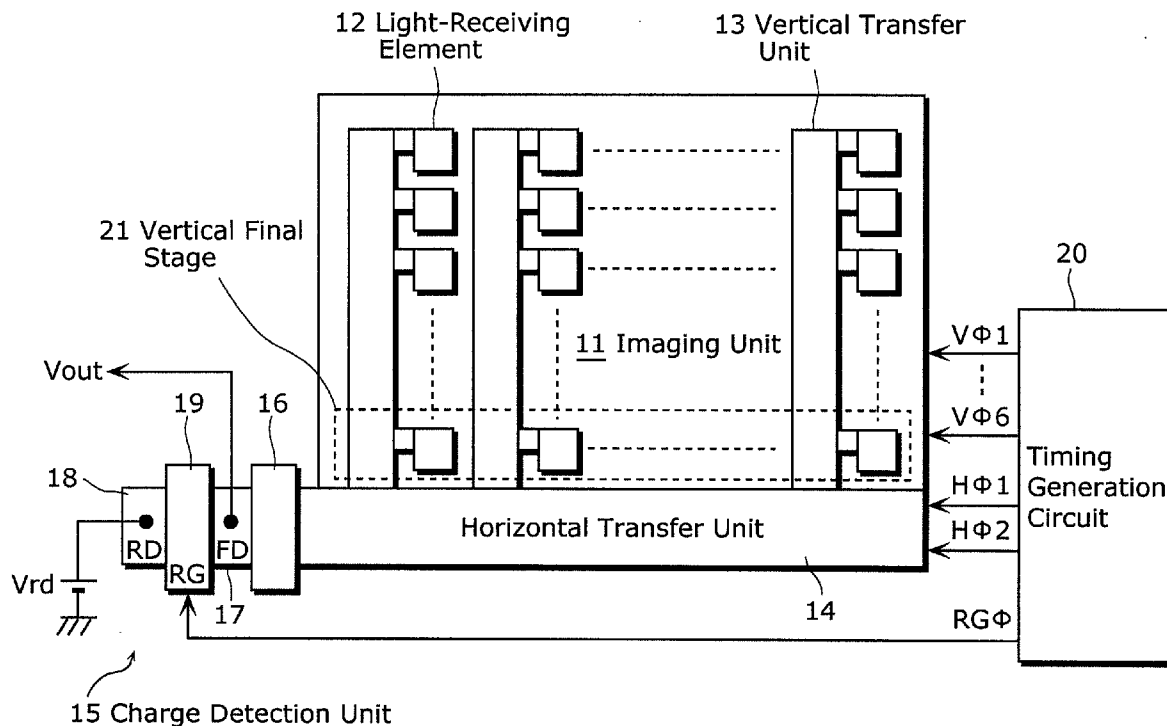 12 Light-Receiving
Element
13 Vertical Transfer
Unit
21 Vertical Final
Stage
20
11 Imaging Unit
VΦ1
Vout
19
16
VΦ6
Timing
Generation
Circuit
18
HΦ1
Horizontal Transfer Unit
HΦ2
RD
FD
RG
Vrd
17
14
RGΦ
15 Charge Detection Unit